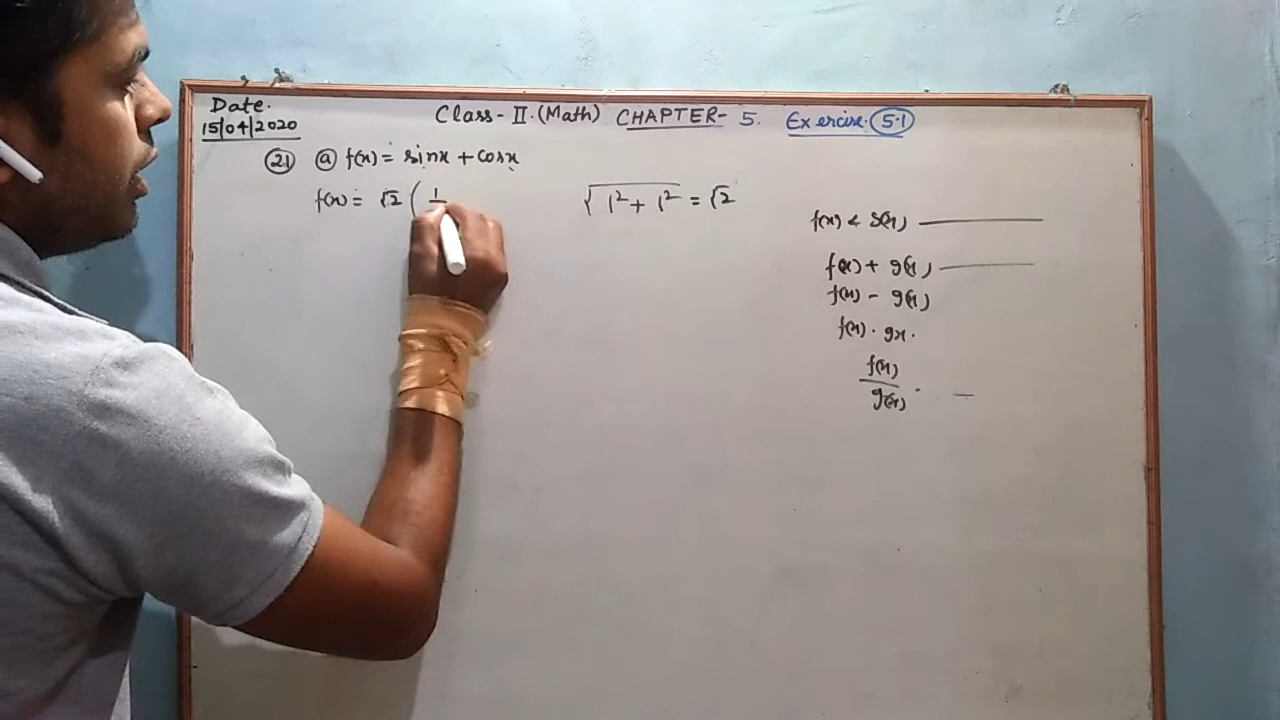 Date.
15/04/2020
Class-II.(Math) CHAPTER- 5. Exercise. 5.1
21 a f(x) = sinx + cosx
f(x) = √2 ( 1
√1² + 1² = √2
f(x) + g(x)
f(x) - g(x)
f(x) . gx.
f(x)
g(x)